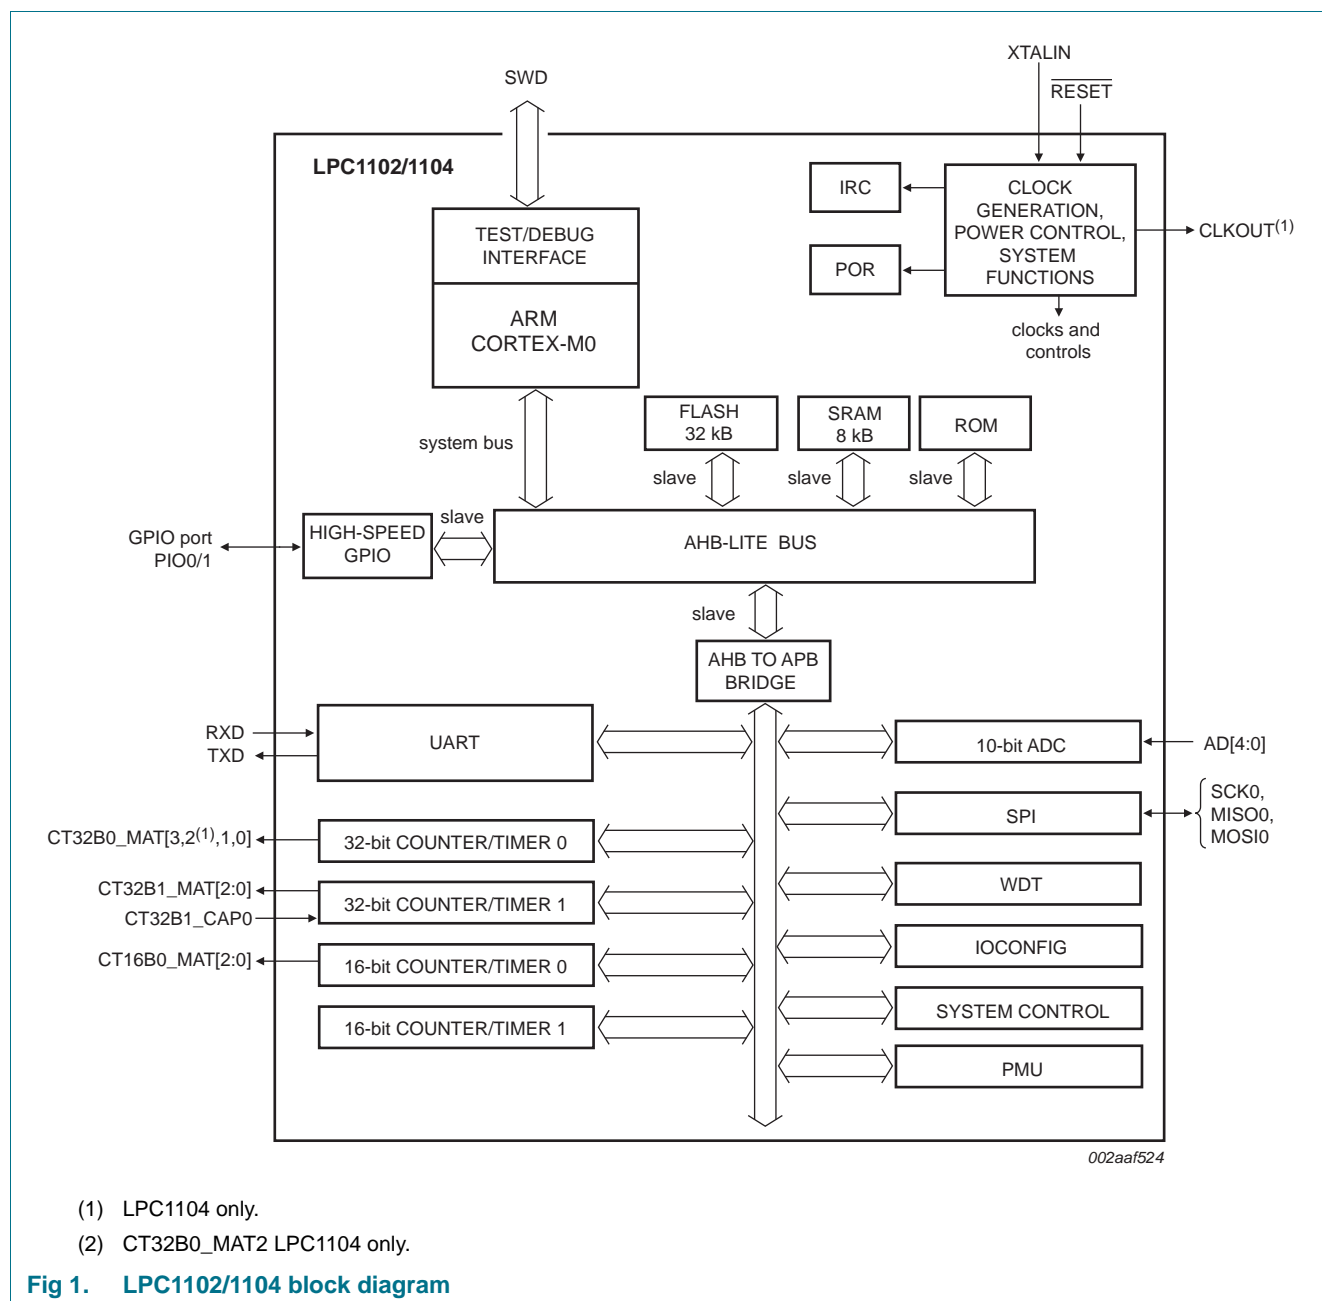 XTALIN
RESET
SWD
LPC1102/1104
IRC
CLOCK
GENERATION,
POWER CONTROL,
SYSTEM
FUNCTIONS
CLKOUT(1)
POR
TEST/DEBUG
INTERFACE
clocks and
controls
ARM
CORTEX-M0
FLASH
32 kB
SRAM
8 kB
ROM
system bus
slave
slave
slave
GPIO port
PIO0/1
HIGH-SPEED
GPIO
slave
AHB-LITE BUS
slave
AHB TO APB
BRIDGE
RXD
TXD
UART
10-bit ADC
AD[4:0]
SPI
SCK0,
MISO0,
MOSI0
CT32B0_MAT[3,2(1),1,0]
32-bit COUNTER/TIMER 0
WDT
CT32B1_MAT[2:0]
CT32B1_CAP0
32-bit COUNTER/TIMER 1
IOCONFIG
CT16B0_MAT[2:0]
16-bit COUNTER/TIMER 0
SYSTEM CONTROL
16-bit COUNTER/TIMER 1
PMU
002aaf524
(1) LPC1104 only.
(2) CT32B0_MAT2 LPC1104 only.
Fig 1. LPC1102/1104 block diagram